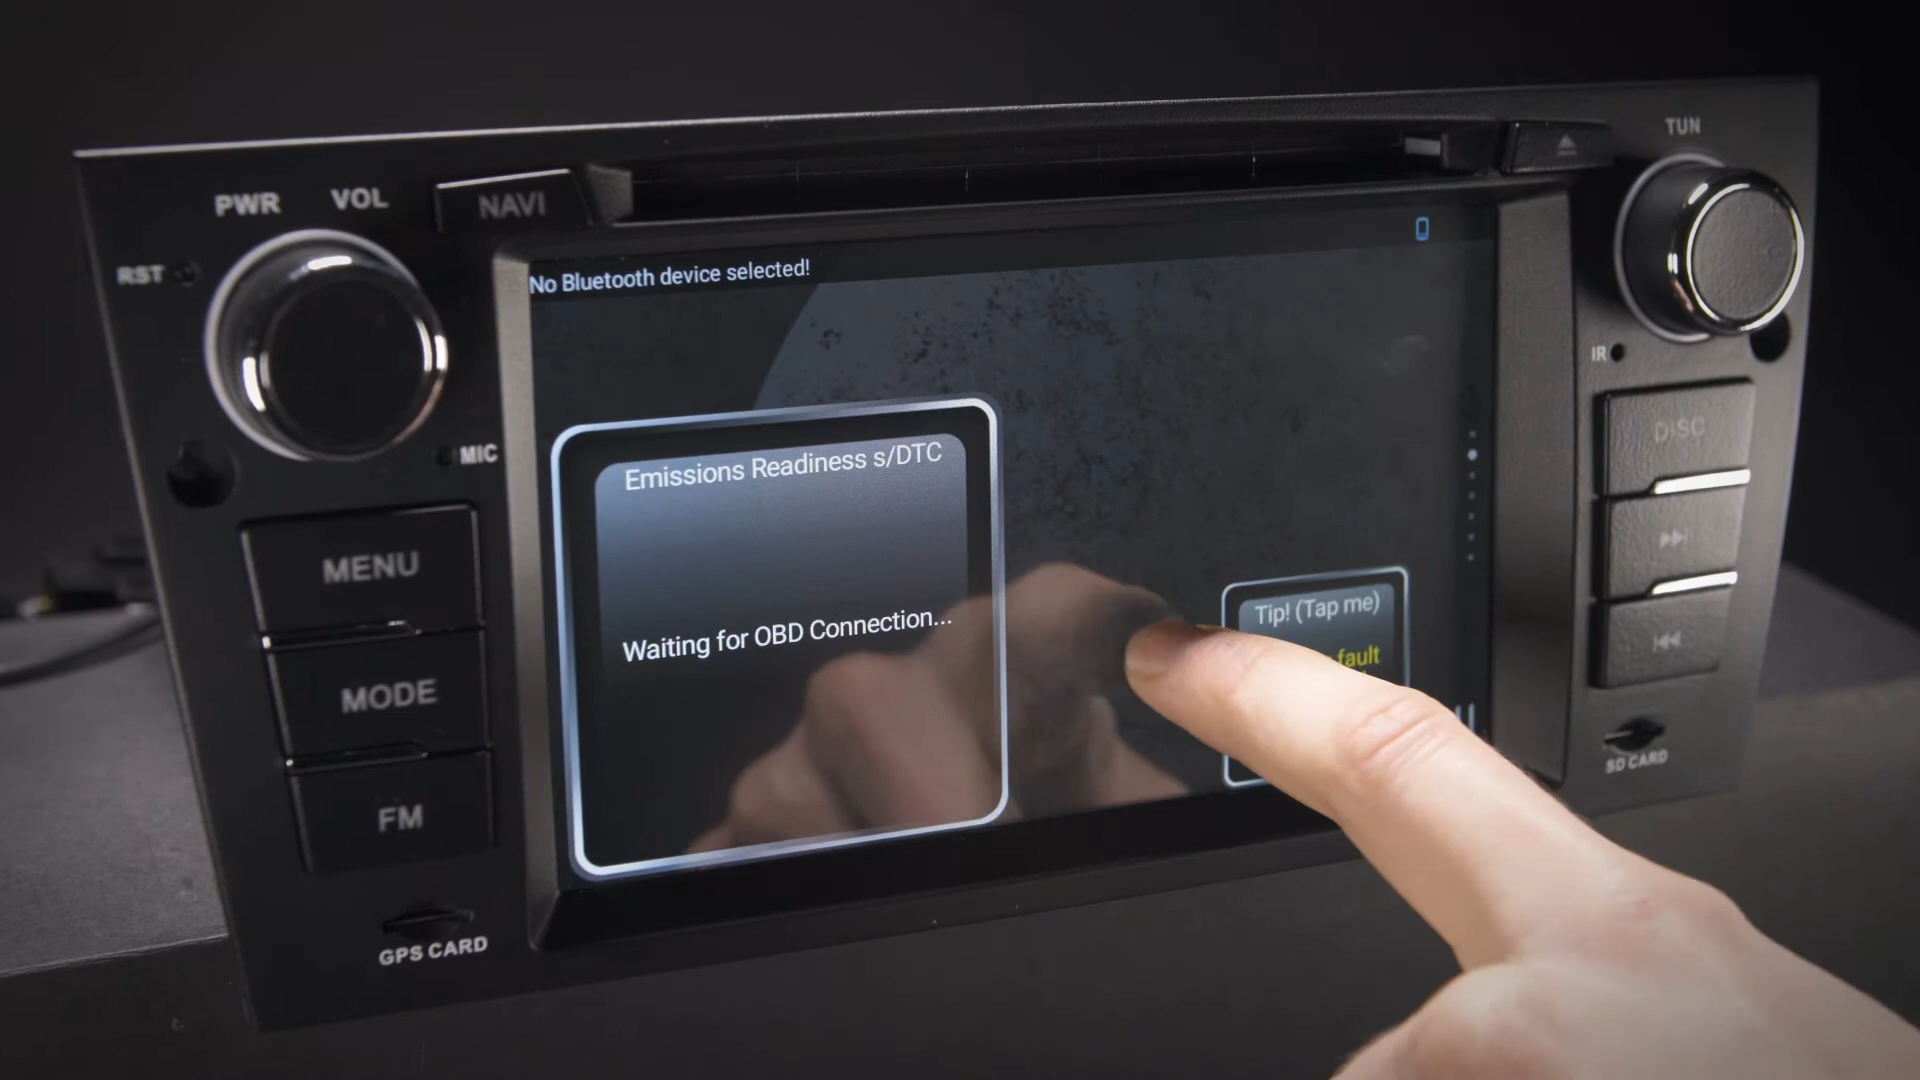 PWR
VOL
NAVI
TUN
RST
No Bluetooth device selected!
IR
MIC
Emissions Readiness s/DTC
DISC
MENU
Waiting for OBD Connection...
Tip! (Tap me)
fault
MODE
FM
SD CARD
GPS CARD